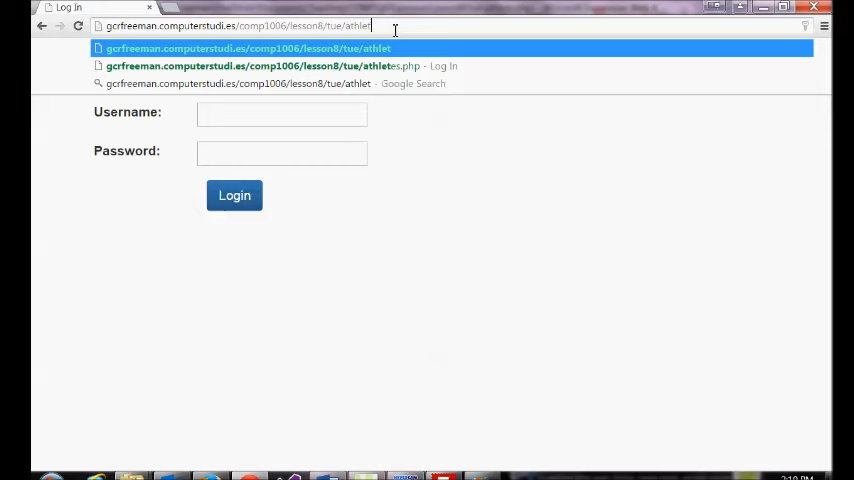 Log In
gcrfreeman.computerstudi.es/comp1006/lesson8/tue/athlet
gcrfreeman.computerstudi.es/comp1006/lesson8/tue/athlet
gcrfreeman.computerstudi.es/comp1006/lesson8/tue/athletes.php - Log In
gcrfreeman.computerstudi.es/comp1006/lesson8/tue/athlet - Google Search
Username:
Password:
Login